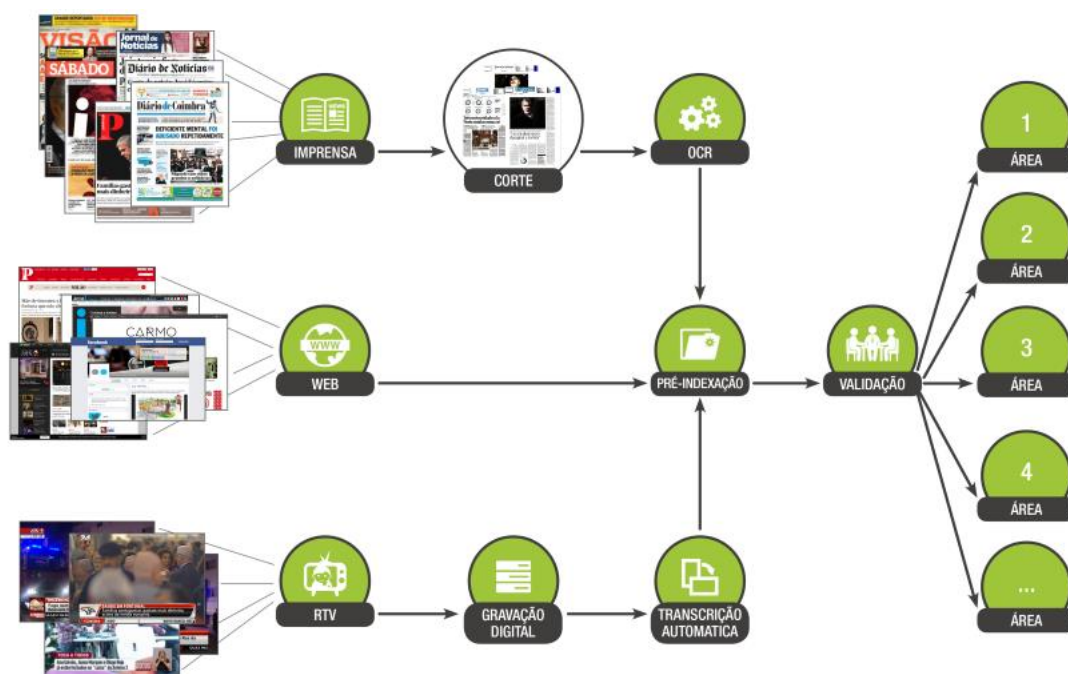 VISÃO
SÁBADO
Jornal de Notícias
Diário de Notícias
Diário de Coimbra
DEFICIENTE MENTAL FOI
ABUSADO REPETIDAMENTE
P
IMPRENSA
CORTE
OCR
1
ÁREA
2
ÁREA
P
CARMO
facebook
WWW
WEB
PRÉ-INDEXAÇÃO
VALIDAÇÃO
3
ÁREA
4
ÁREA
RTV
GRAVAÇÃO
DIGITAL
TRANSCRIÇÃO
AUTOMATICA
...
ÁREA